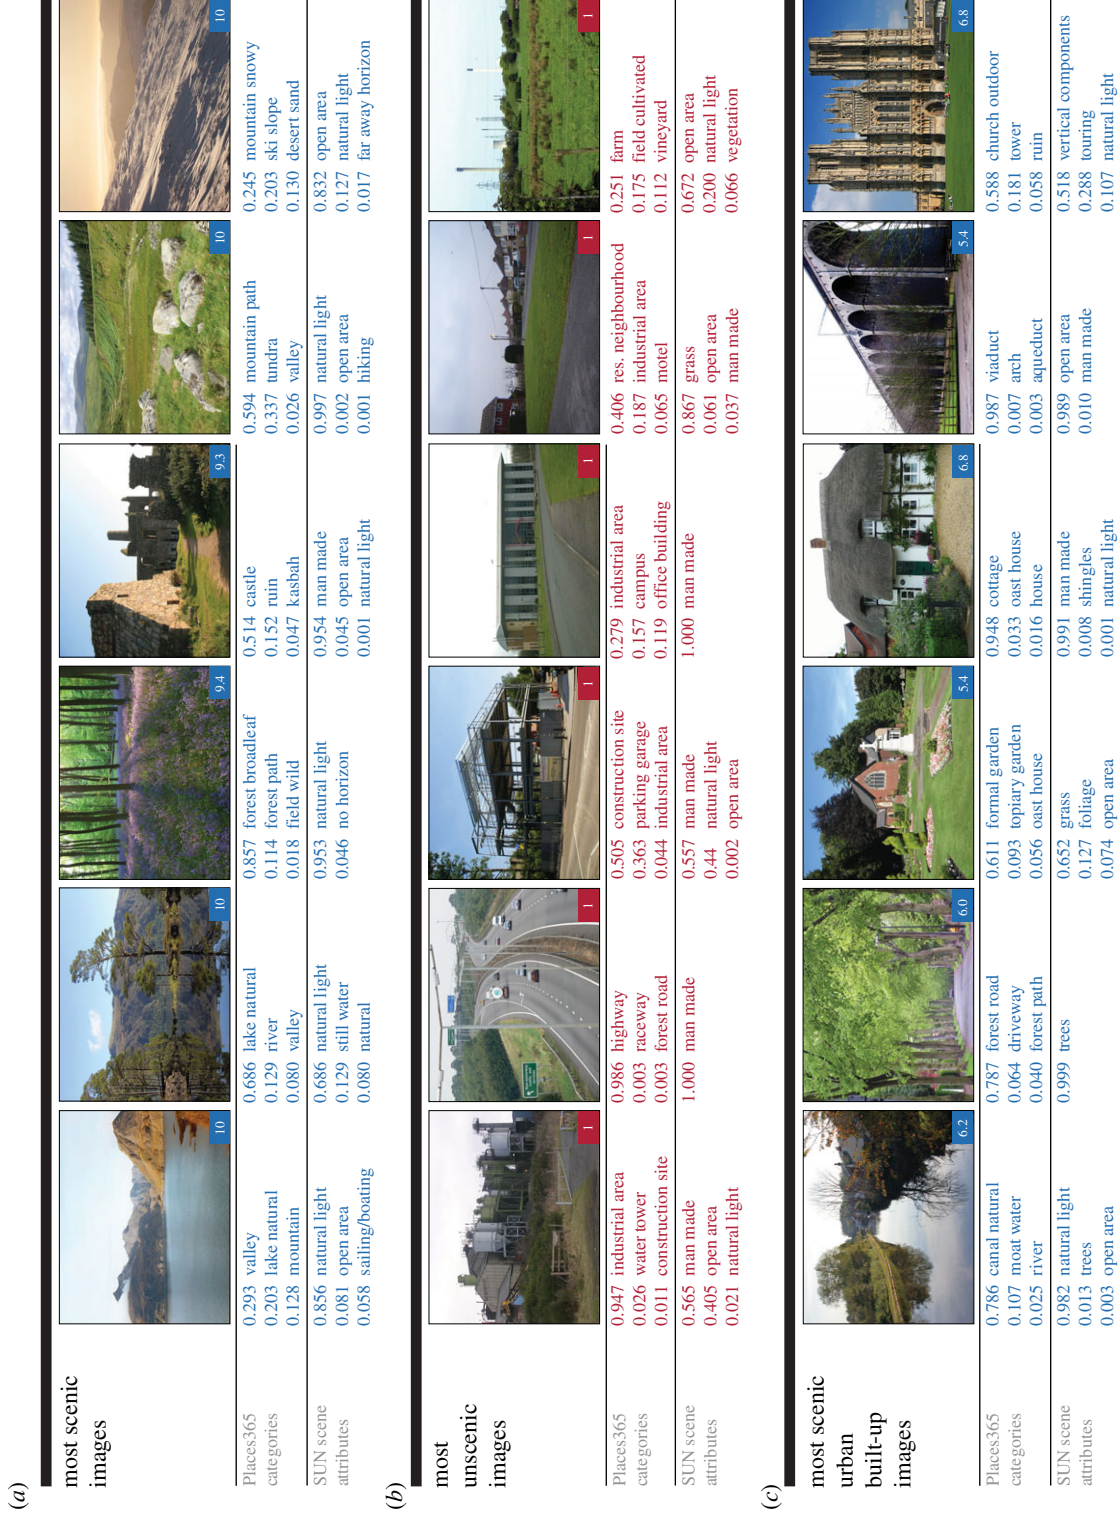 (a)
most scenic
images
10
10
9.4
9.3
10
10
Places365
categories
0.293 valley
0.203 lake natural
0.128 mountain
0.686 lake natural
0.129 river
0.080 valley
0.857 forest broadleaf
0.114 forest path
0.018 field wild
0.514 castle
0.152 ruin
0.047 kasbah
0.594 mountain path
0.337 tundra
0.026 valley
0.245 mountain snowy
0.203 ski slope
0.130 desert sand
SUN scene
attributes
0.856 natural light
0.081 open area
0.058 sailing/boating
0.686 natural light
0.129 still water
0.080 natural
0.953 natural light
0.046 no horizon
0.954 man made
0.045 open area
0.001 natural light
0.997 natural light
0.002 open area
0.001 hiking
0.832 open area
0.127 natural light
0.017 far away horizon
(b)
most
unscenic
images
1
1
1
1
1
1
Places365
categories
0.947 industrial area
0.026 water tower
0.011 construction site
0.986 highway
0.003 raceway
0.003 forest road
0.505 construction site
0.363 parking garage
0.044 industrial area
0.279 industrial area
0.157 campus
0.119 office building
0.406 res. neighbourhood
0.187 industrial area
0.065 motel
0.251 farm
0.175 field cultivated
0.112 vineyard
SUN scene
attributes
0.565 man made
0.405 open area
0.021 natural light
1.000 man made
0.557 man made
0.44 natural light
0.002 open area
1.000 man made
0.867 grass
0.061 open area
0.037 man made
0.672 open area
0.200 natural light
0.066 vegetation
(c)
most scenic
urban
built-up
images
6.2
6.0
5.4
6.8
5.4
6.8
Places365
categories
0.786 canal natural
0.107 moat water
0.025 river
0.787 forest road
0.064 driveway
0.040 forest path
0.611 formal garden
0.093 topiary garden
0.056 oast house
0.948 cottage
0.033 oast house
0.016 house
0.987 viaduct
0.007 arch
0.003 aqueduct
0.588 church outdoor
0.181 tower
0.058 ruin
SUN scene
attributes
0.982 natural light
0.013 trees
0.003 open area
0.999 trees
0.652 grass
0.127 foliage
0.074 open area
0.991 man made
0.008 shingles
0.001 natural light
0.989 open area
0.010 man made
0.518 vertical components
0.288 touring
0.107 natural light